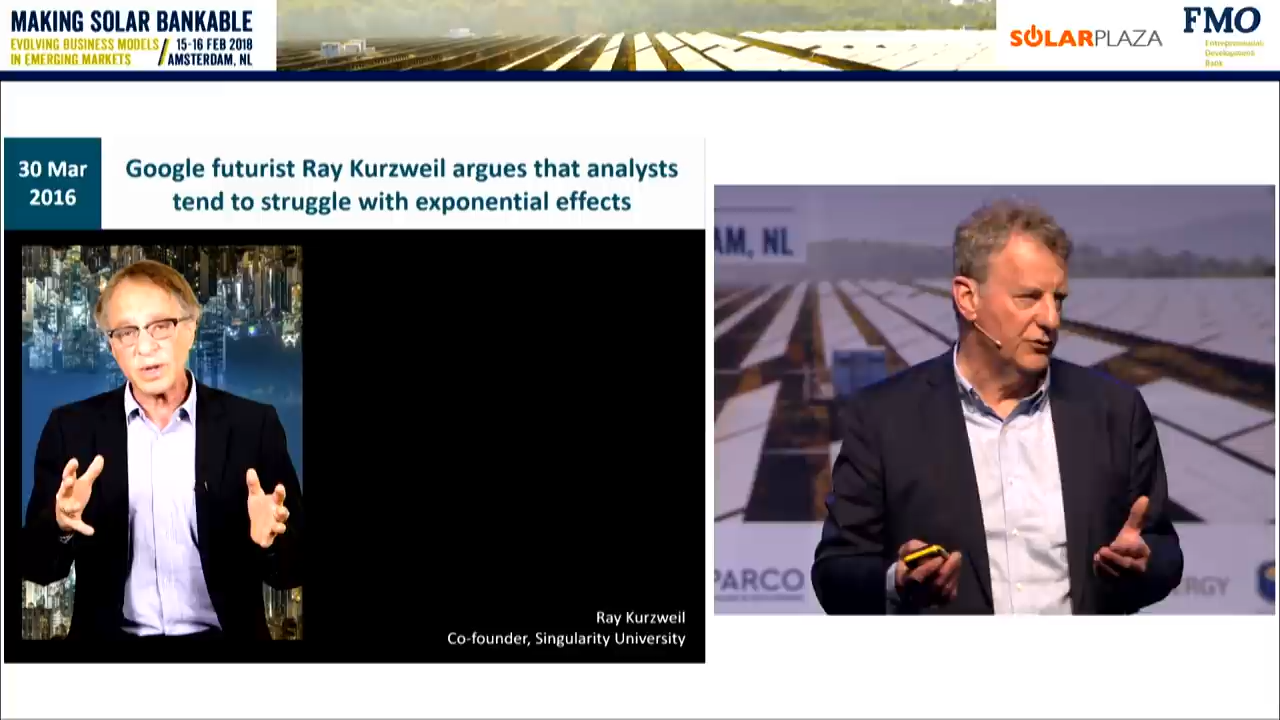 MAKING SOLAR BANKABLE
EVOLVING BUSINESS MODELS
IN EMERGING MARKETS
15-16 FEB 2018
AMSTERDAM, NL
SOLARPLAZA
FMO
Entrepreneurial
Development
Bank
30 Mar
2016
Google futurist Ray Kurzweil argues that analysts
tend to struggle with exponential effects
Ray Kurzweil
Co-founder, Singularity University
AM, NL
PARCO
RGY